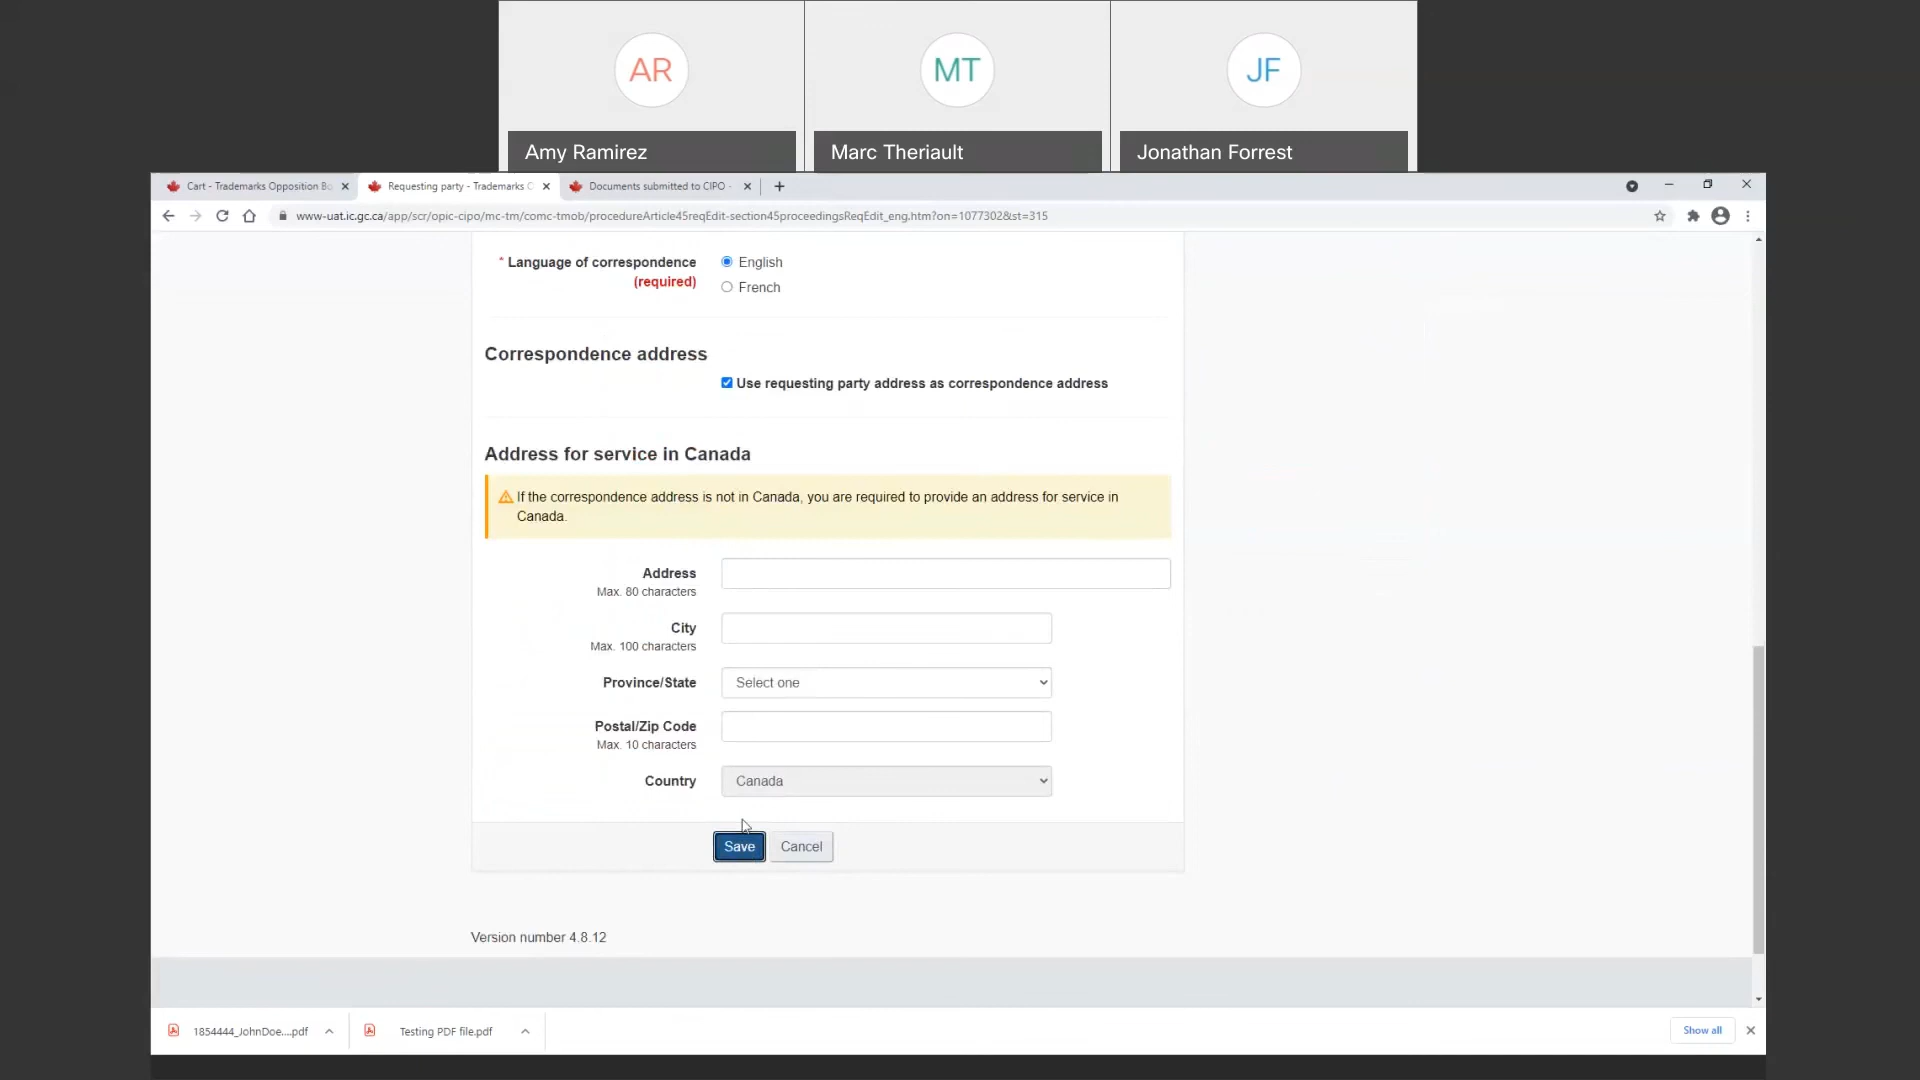 AR
MT
JF
Amy Ramirez
Marc Theriault
Jonathan Forrest
Cart - Trademarks Opposition Bo
Requesting party - Trademarks O
Documents submitted to CIPO -
www-uat.ic.gc.ca/app/scr/opic-cipo/mc-tm/comc-tmob/procedureArticle45reqEdit-section45proceedingsReqEdit_eng.htm?on=1077302&st=315
* Language of correspondence
(required)
English
French
Correspondence address
Use requesting party address as correspondence address
Address for service in Canada
If the correspondence address is not in Canada, you are required to provide an address for service in
Canada.
Address
Max. 80 characters
City
Max. 100 characters
Province/State
Select one
Postal/Zip Code
Max. 10 characters
Country
Canada
Save
Cancel
Version number 4.8.12
1854444_JohnDoe....pdf
Testing PDF file.pdf
Show all